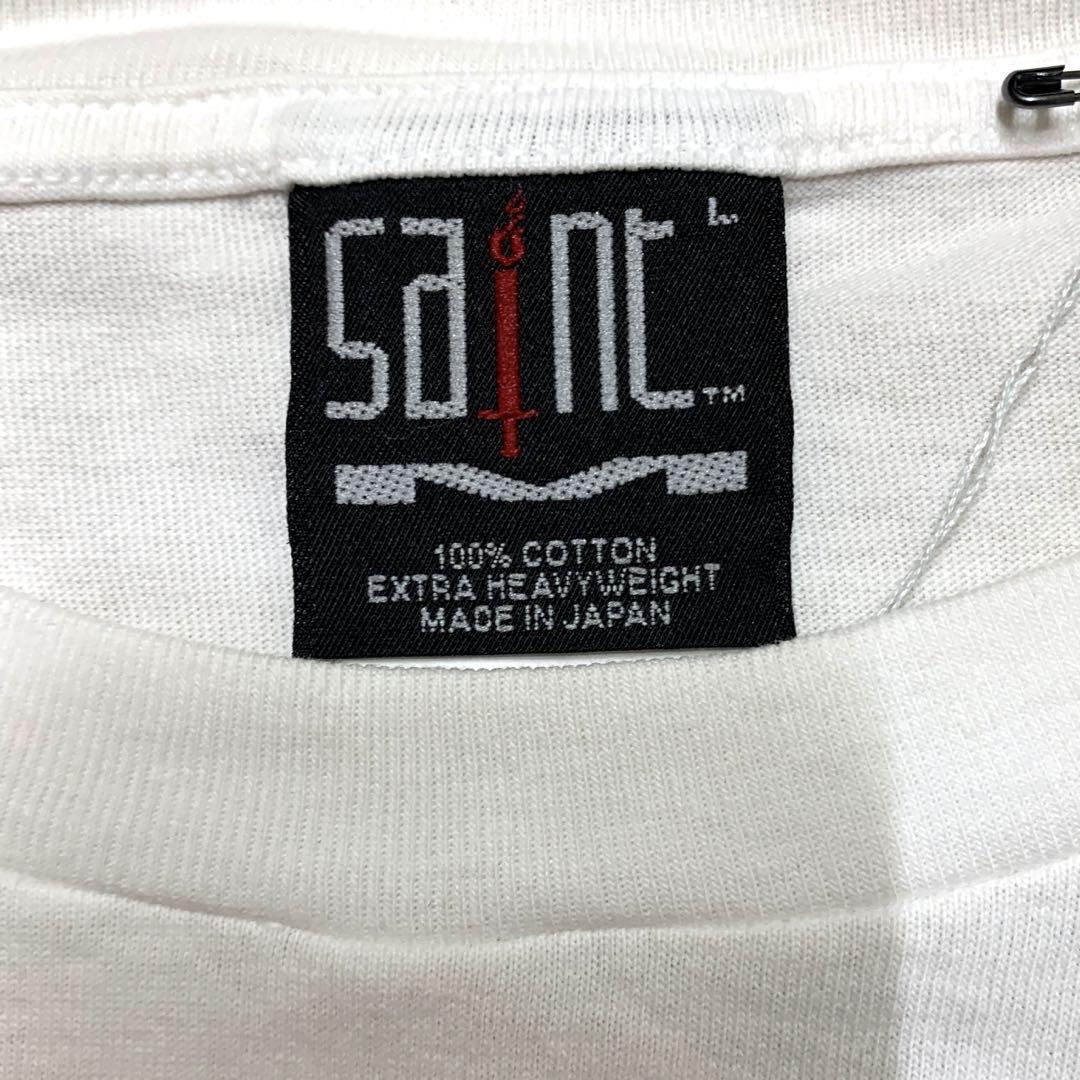 saint L
TM
100% COTTON
EXTRA HEAVYWEIGHT
MADE IN JAPAN